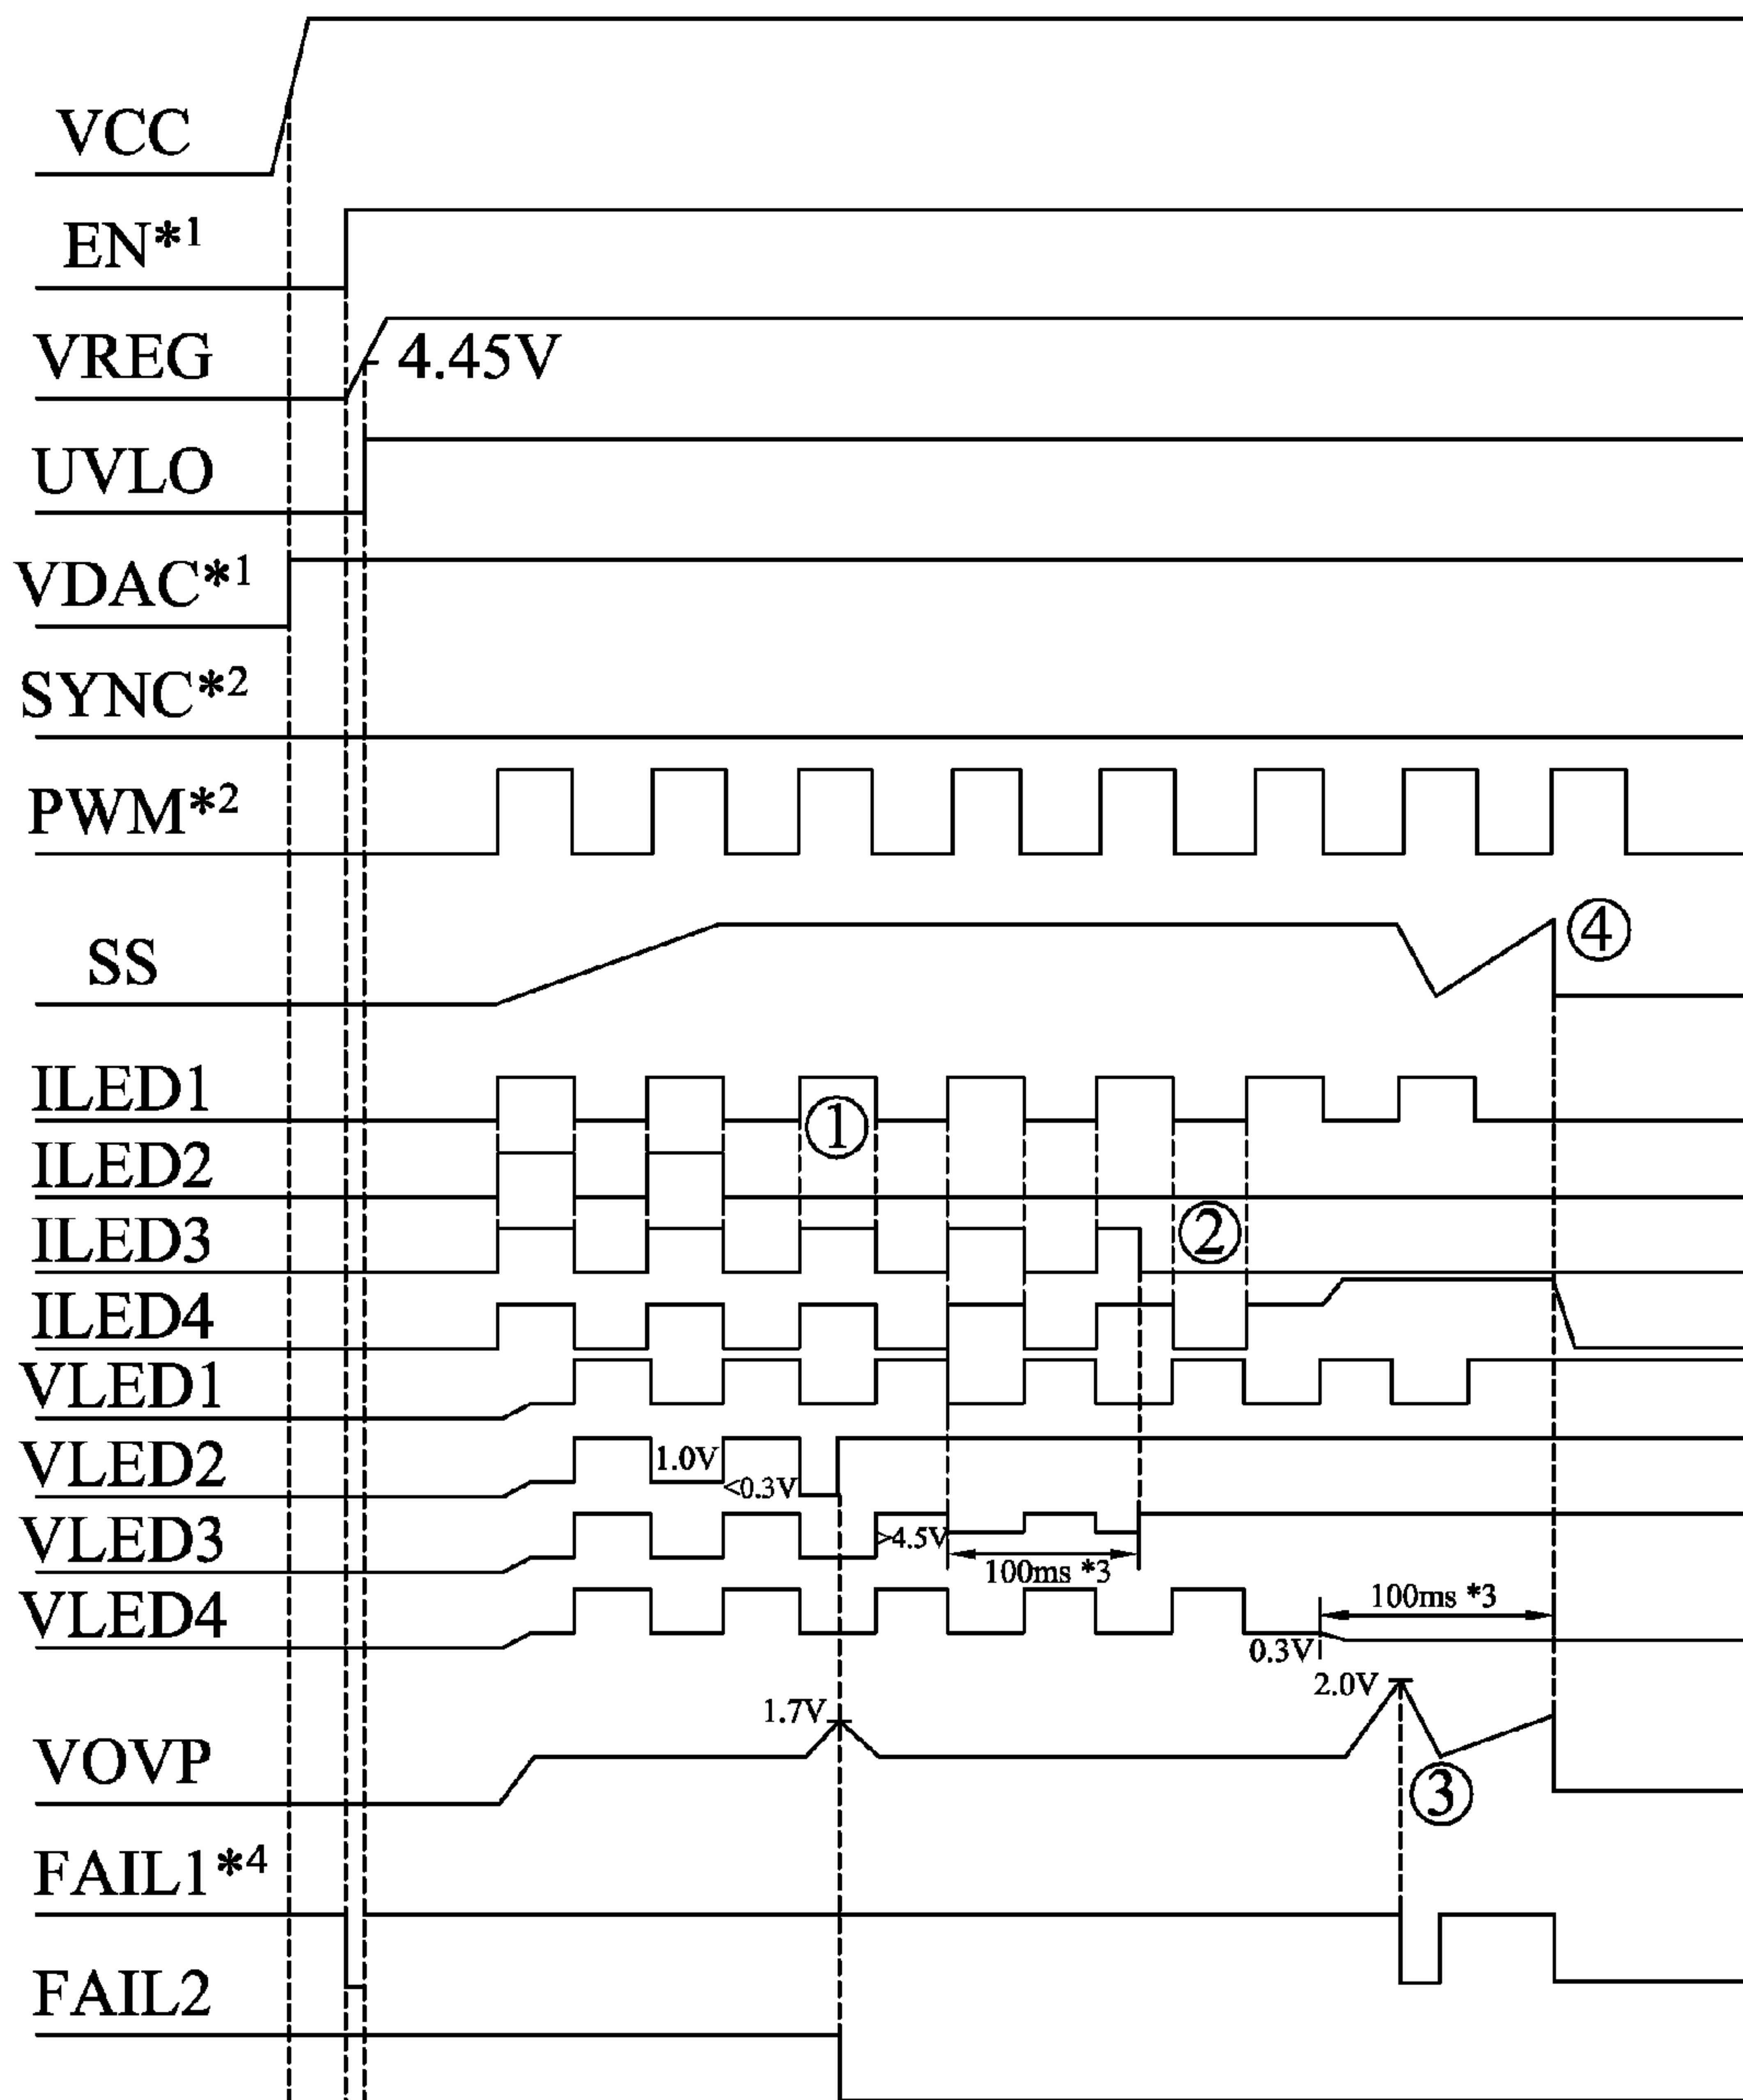 VCC
EN*1
VREG
4.45V
UVLO
VDAC*1
SYNC*2
PWM*2
SS
④
ILED1
①
ILED2
ILED3
②
ILED4
VLED1
VLED2
1.0V
<0.3V
VLED3
>4.5V
100ms *3
VLED4
100ms *3
0.3V
2.0V
1.7V
VOVP
③
FAIL1*4
FAIL2